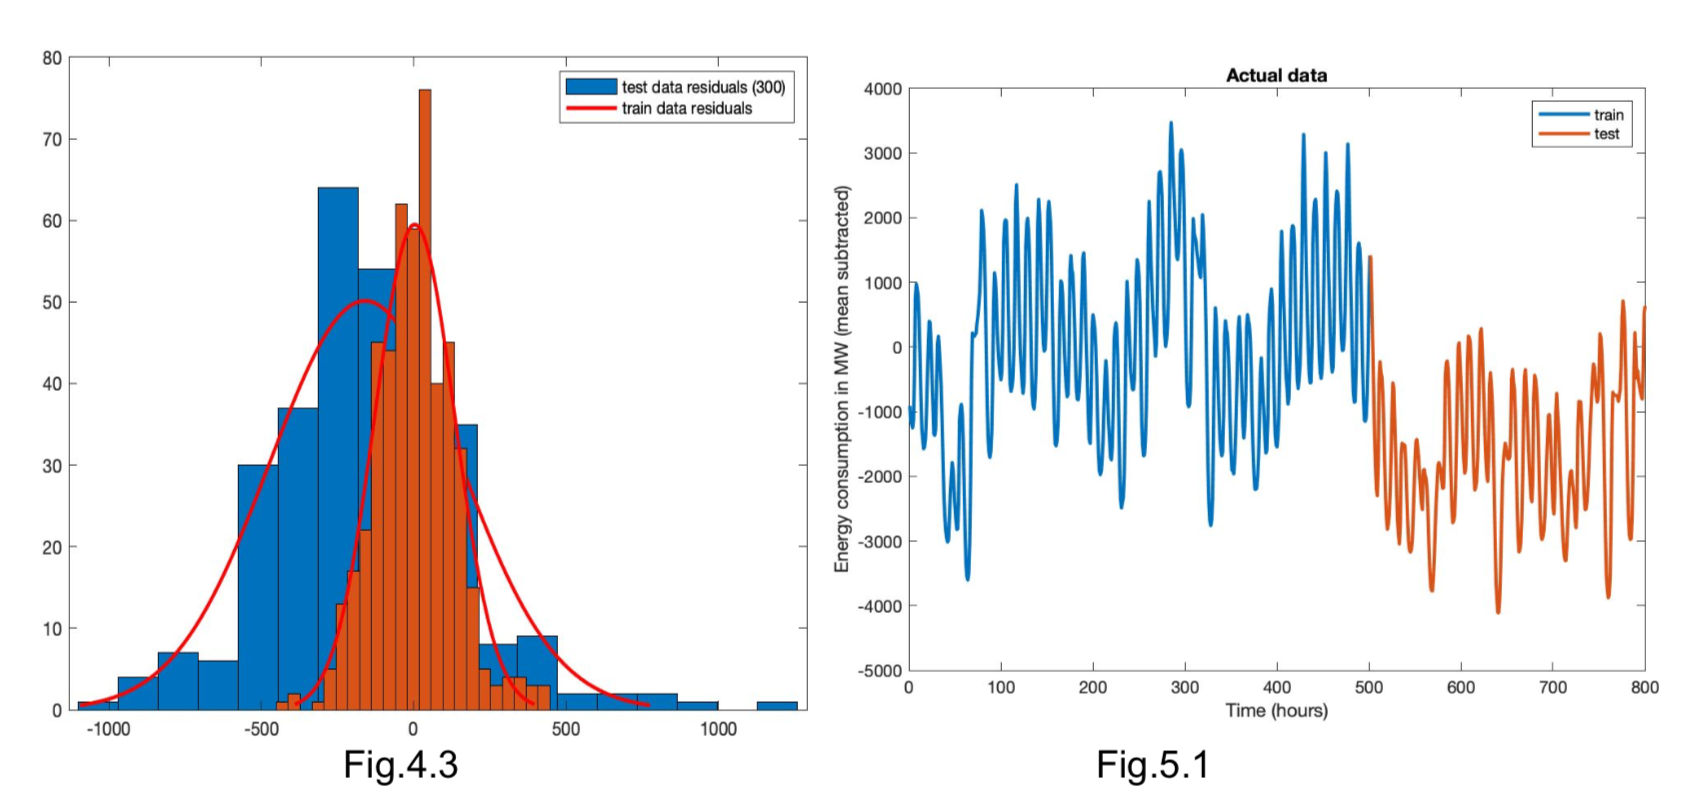 80
70
60
50
40
30
20
10
0
-1000 -500 0 500 1000
test data residuals (300)
train data residuals
Fig.4.3
Actual data
4000
3000
2000
1000
0
-1000
-2000
-3000
-4000
-5000
Energy consumption in MW (mean subtracted)
train
test
0 100 200 300 400 500 600 700 800
Time (hours)
Fig.5.1